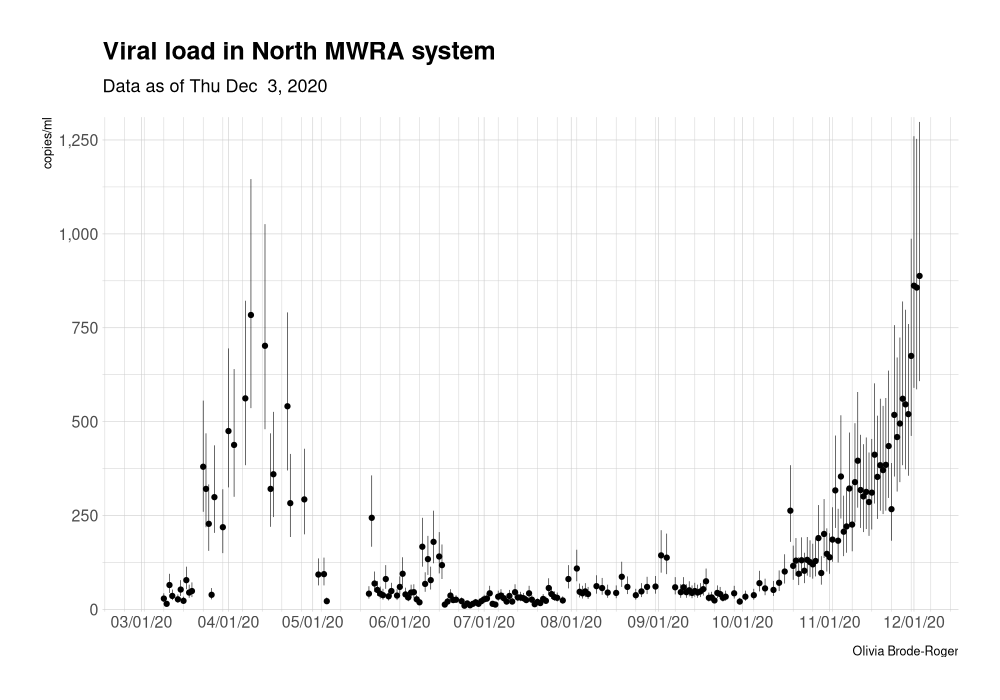 Viral load in North MWRA system
Data as of Thu Dec  3, 2020
copies/ml
1,250
1,000
750
500
250
0
03/01/20 04/01/20 05/01/20 06/01/20 07/01/20 08/01/20 09/01/20 10/01/20 11/01/20 12/01/20
Olivia Brode-Roger